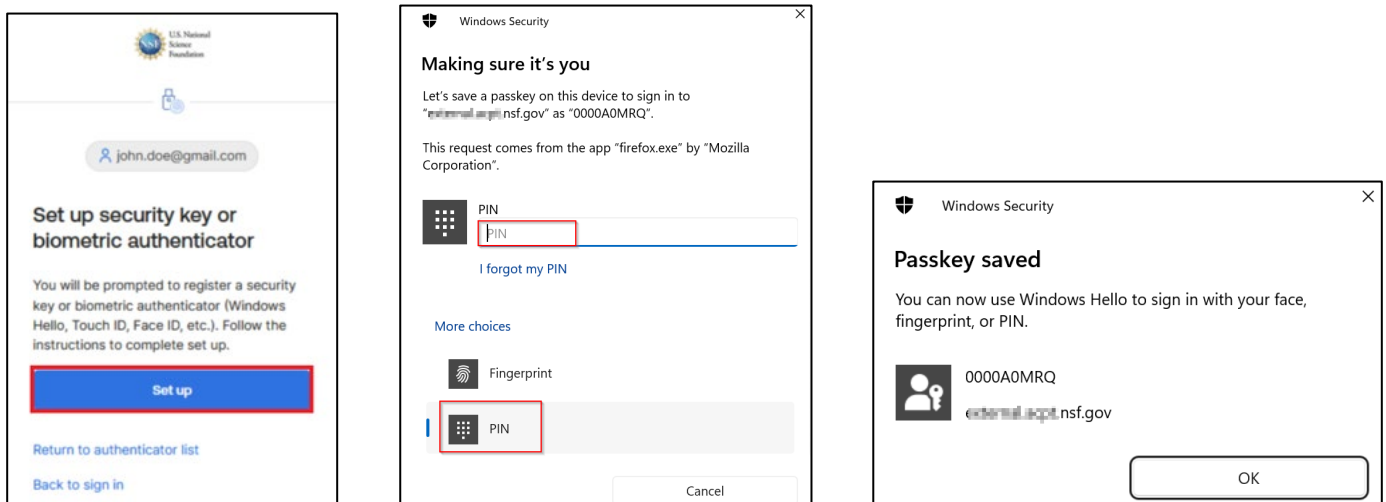 U.S. National
Science
Foundation
NSF
john.doe@gmail.com
Set up security key or
biometric authenticator
You will be prompted to register a security
key or biometric authenticator (Windows
Hello, Touch ID, Face ID, etc.). Follow the
instructions to complete set up.
Set up
Return to authenticator list
Back to sign in
Windows Security
Making sure it's you
Let's save a passkey on this device to sign in to
".nsf.gov" as "0000A0MRQ".
This request comes from the app "firefox.exe" by "Mozilla
Corporation".
PIN
PIN
I forgot my PIN
More choices
Fingerprint
PIN
Cancel
Windows Security
Passkey saved
You can now use Windows Hello to sign in with your face,
fingerprint, or PIN.
0000A0MRQ
.nsf.gov
OK